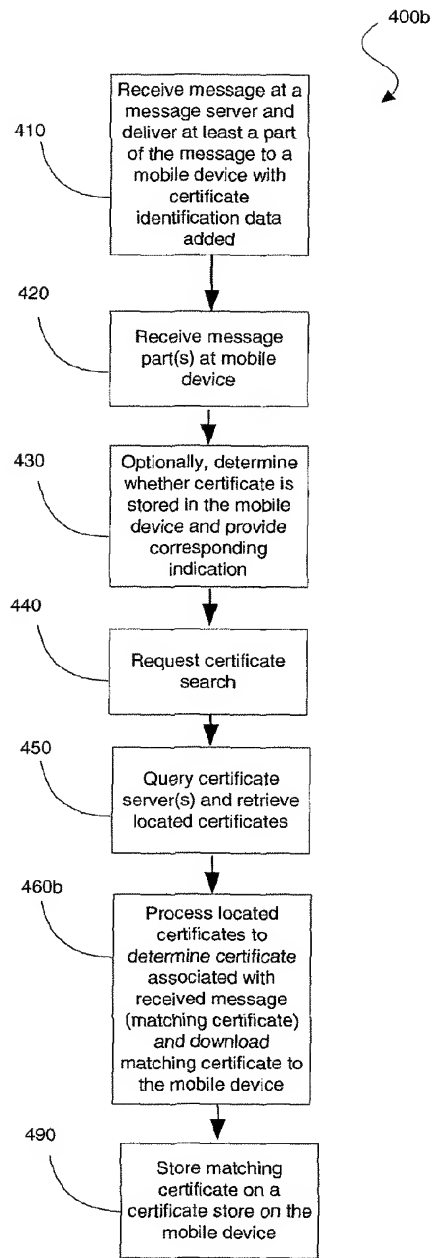 400b
410
Receive message at a
message server and
deliver at least a part
of the message to a
mobile device with
certificate
identification data
added
420
Receive message
part(s) at mobile
device
430
Optionally, determine
whether certificate is
stored in the mobile
device and provide
corresponding
indication
440
Request certificate
search
450
Query certificate
server(s) and retrieve
located certificates
460b
Process located
certificates to
determine certificate
associated with
received message
(matching certificate)
and download
matching certificate to
the mobile device
490
Store matching
certificate on a
certificate store on the
mobile device